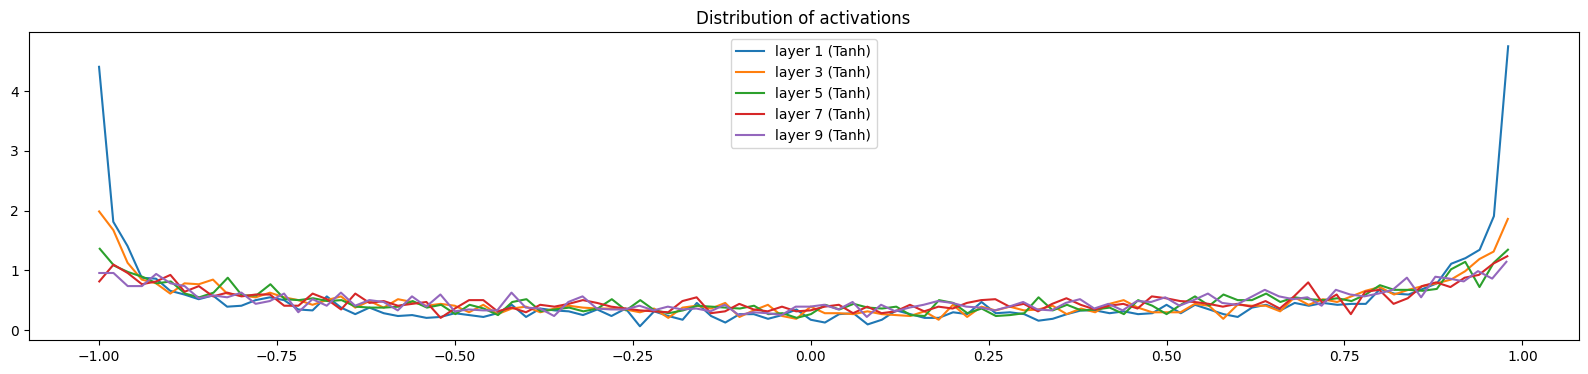 Distribution of activations
layer 1 (Tanh)
layer 3 (Tanh)
layer 5 (Tanh)
layer 7 (Tanh)
layer 9 (Tanh)
4
3
2
1
0
−1.00 −0.75 −0.50 −0.25 0.00 0.25 0.50 0.75 1.00